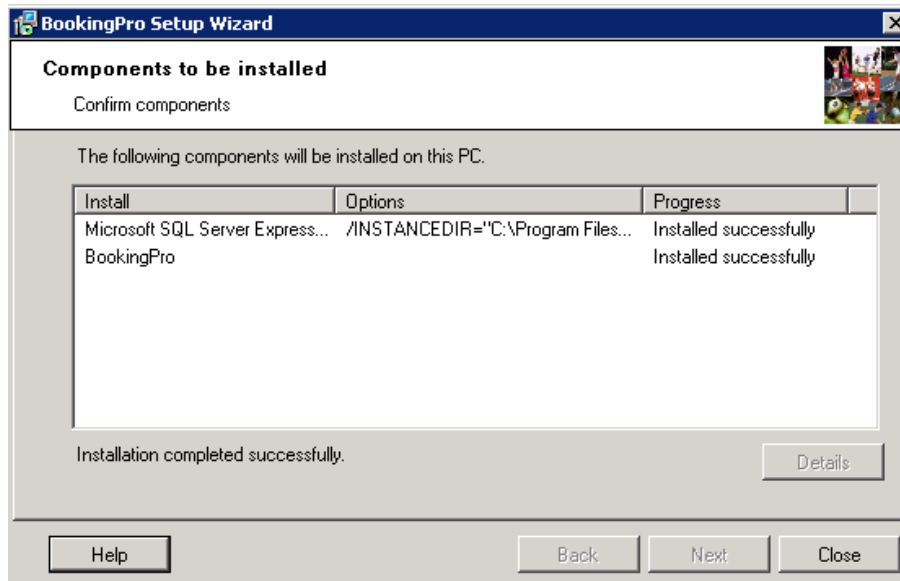 BookingPro Setup Wizard
Components to be installed
Confirm components
The following components will be installed on this PC.
Install Options Progress
Microsoft SQL Server Express... /INSTANCEDIR="C:\Program Files... Installed successfully
BookingPro Installed successfully
Installation completed successfully.
Details
Help Back Next Close